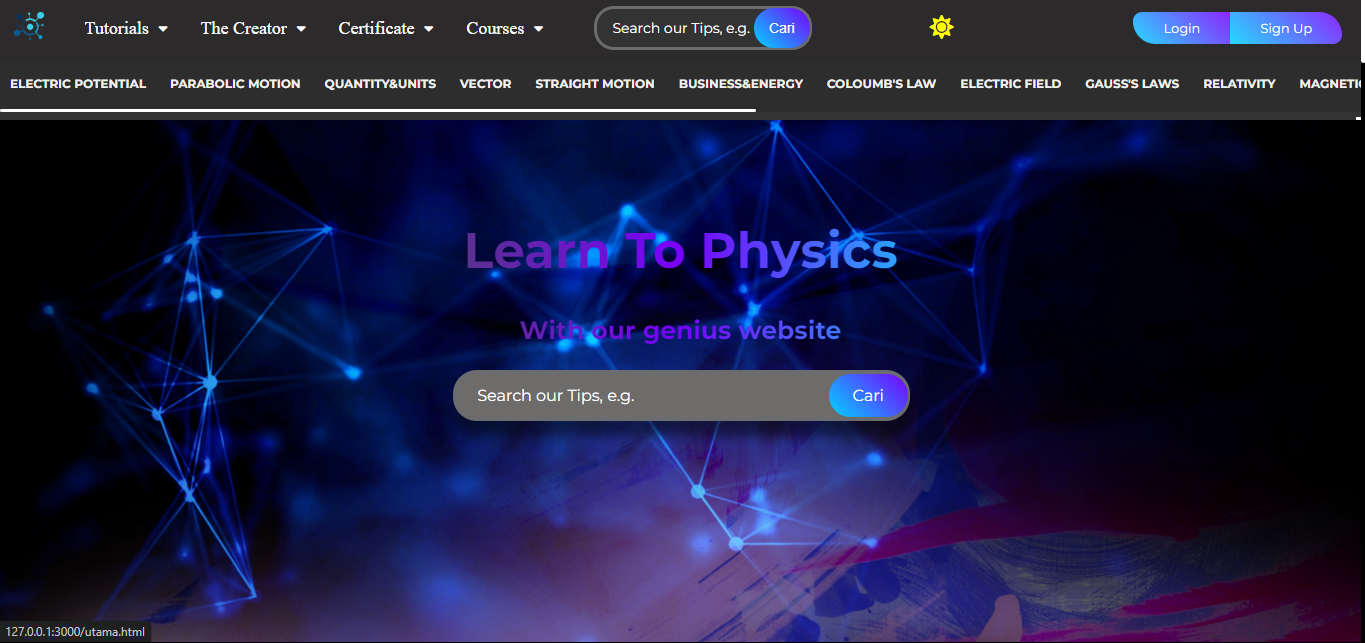 Tutorials The Creator Certificate Courses Search our Tips, e.g. Cari Login Sign Up
ELECTRIC POTENTIAL PARABOLIC MOTION QUANTITY&UNITS VECTOR STRAIGHT MOTION BUSINESS&ENERGY COLOUMB'S LAW ELECTRIC FIELD GAUSS'S LAWS RELATIVITY MAGNETIC
Learn To Physics
With our genius website
Search our Tips, e.g. Cari
127.0.0.1:3000/utama.html